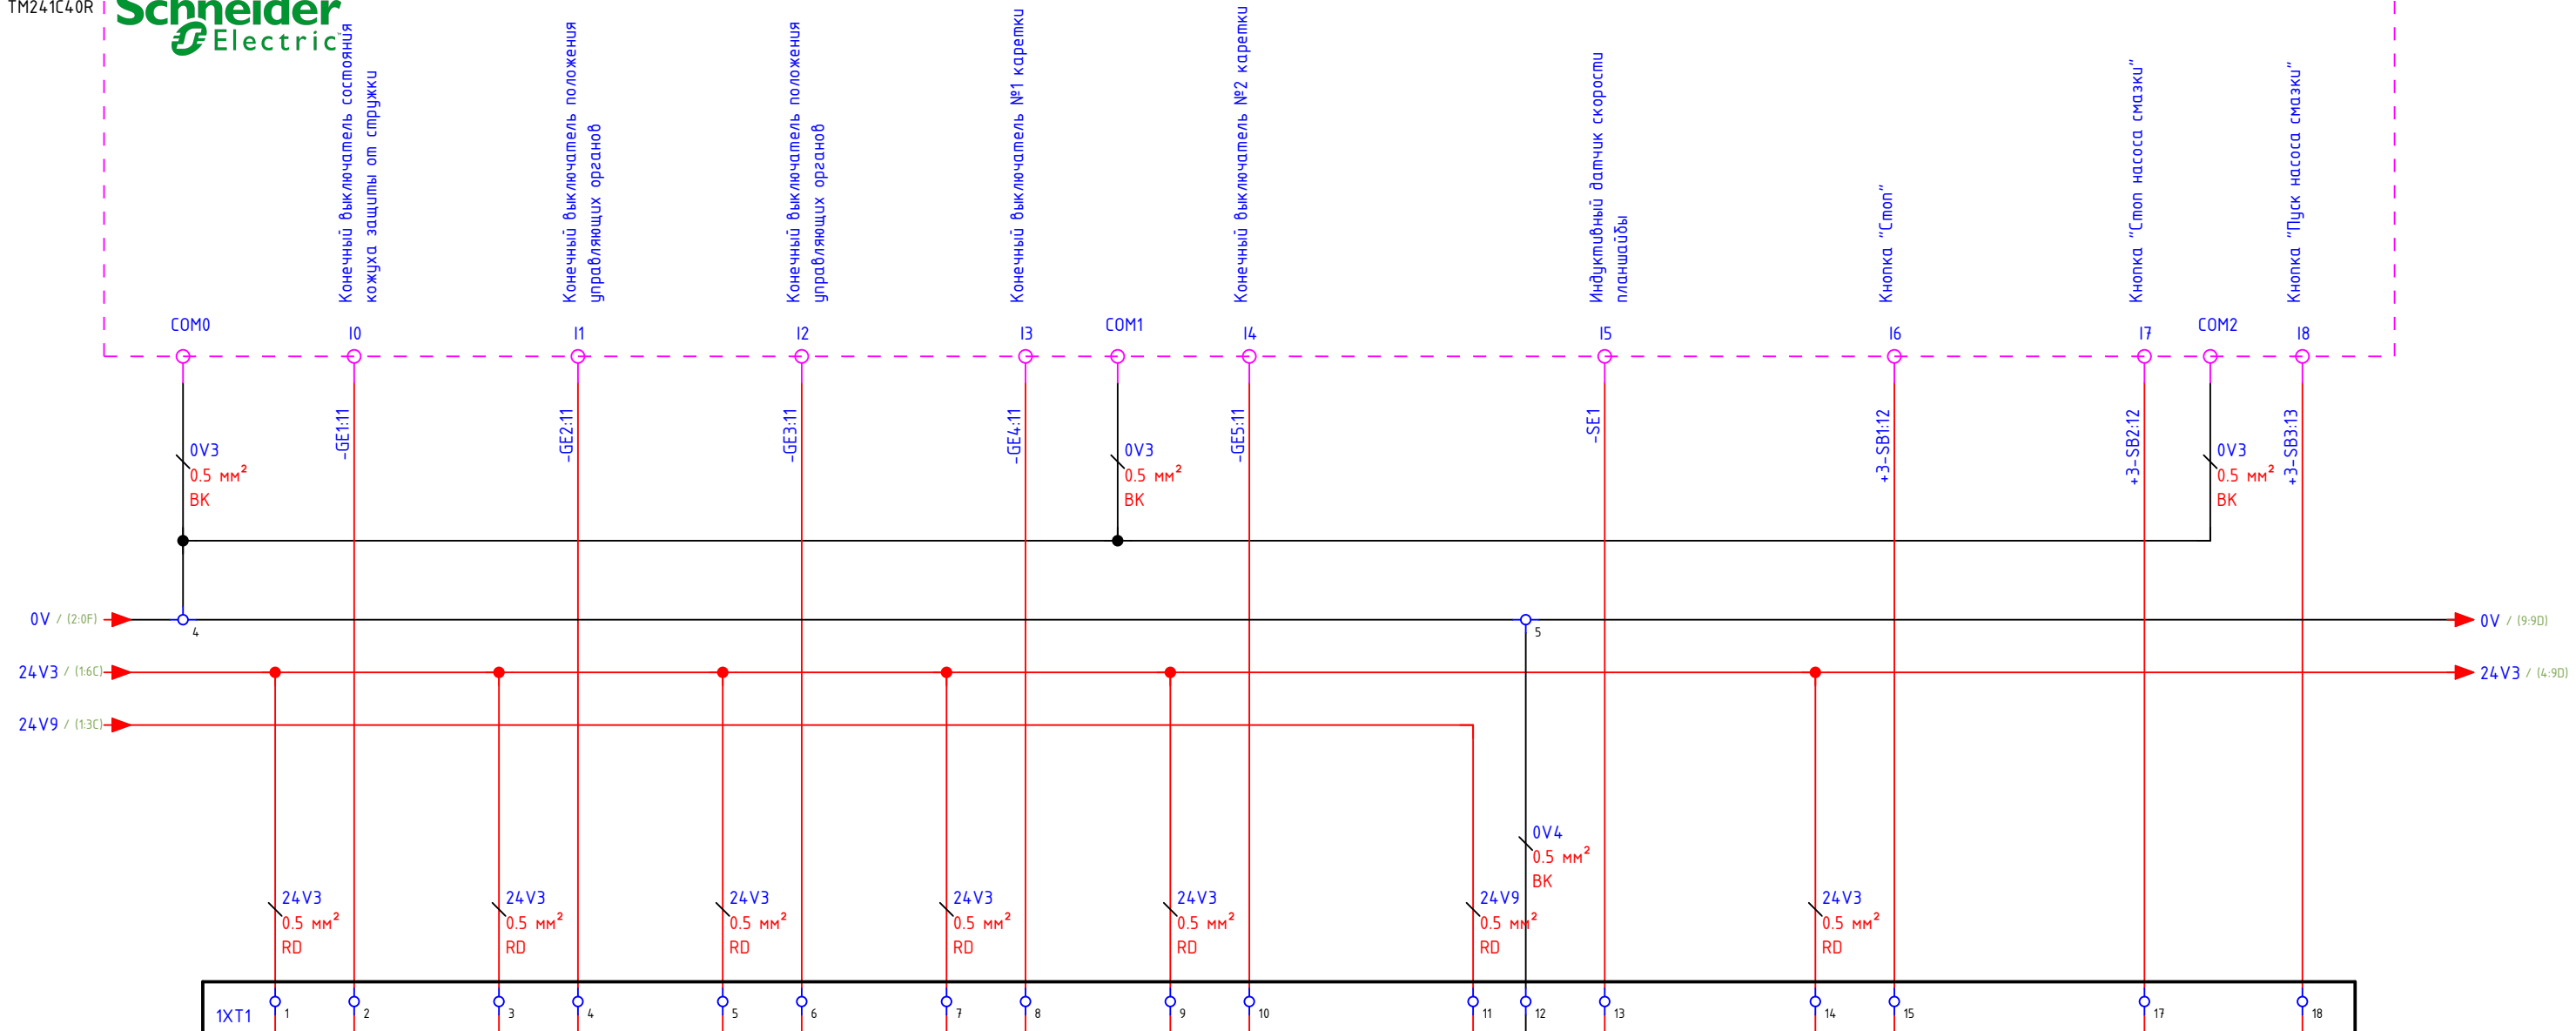 TM241C40R
Schneider
Electric
Конечный выключатель состояния
кожуха защиты от стружки
Конечный выключатель положения
управляющих органов
Конечный выключатель положения
управляющих органов
Конечный выключатель №1 каретки
Конечный выключатель №2 каретки
Индуктивный датчик скорости
планшайбы
Кнопка "Стоп"
Кнопка "Стоп насоса смазки"
Кнопка "Пуск насоса смазки"
COM0
I0
I1
I2
I3
COM1
I4
I5
I6
I7
COM2
I8
-GE1:11
-GE2:11
-GE3:11
-GE4:11
-GE5:11
-SE1
+3-SB1:12
+3-SB2:12
+3-SB3:13
0V3
0.5 мм²
BK
0V3
0.5 мм²
BK
0V3
0.5 мм²
BK
0V / (2:0F)
4
5
0V / (9:9D)
24V3 / (1:6C)
24V3 / (4:9D)
24V9 / (1:3C)
0V4
0.5 мм²
BK
24V3
0.5 мм²
RD
24V3
0.5 мм²
RD
24V3
0.5 мм²
RD
24V3
0.5 мм²
RD
24V3
0.5 мм²
RD
24V9
0.5 мм²
RD
24V3
0.5 мм²
RD
1XT1
1
2
3
4
5
6
7
8
9
10
11
12
13
14
15
17
18